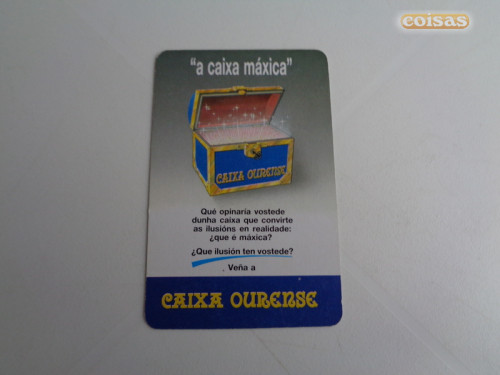 coisas
"a caixa máxica"
CAIXA OURENSE
Qué opinaría vostede
dunha caixa que convirte
as ilusións en realidade:
¿que é máxica?
¿Que ilusión ten vostede?
. Veña a
CAIXA OURENSE